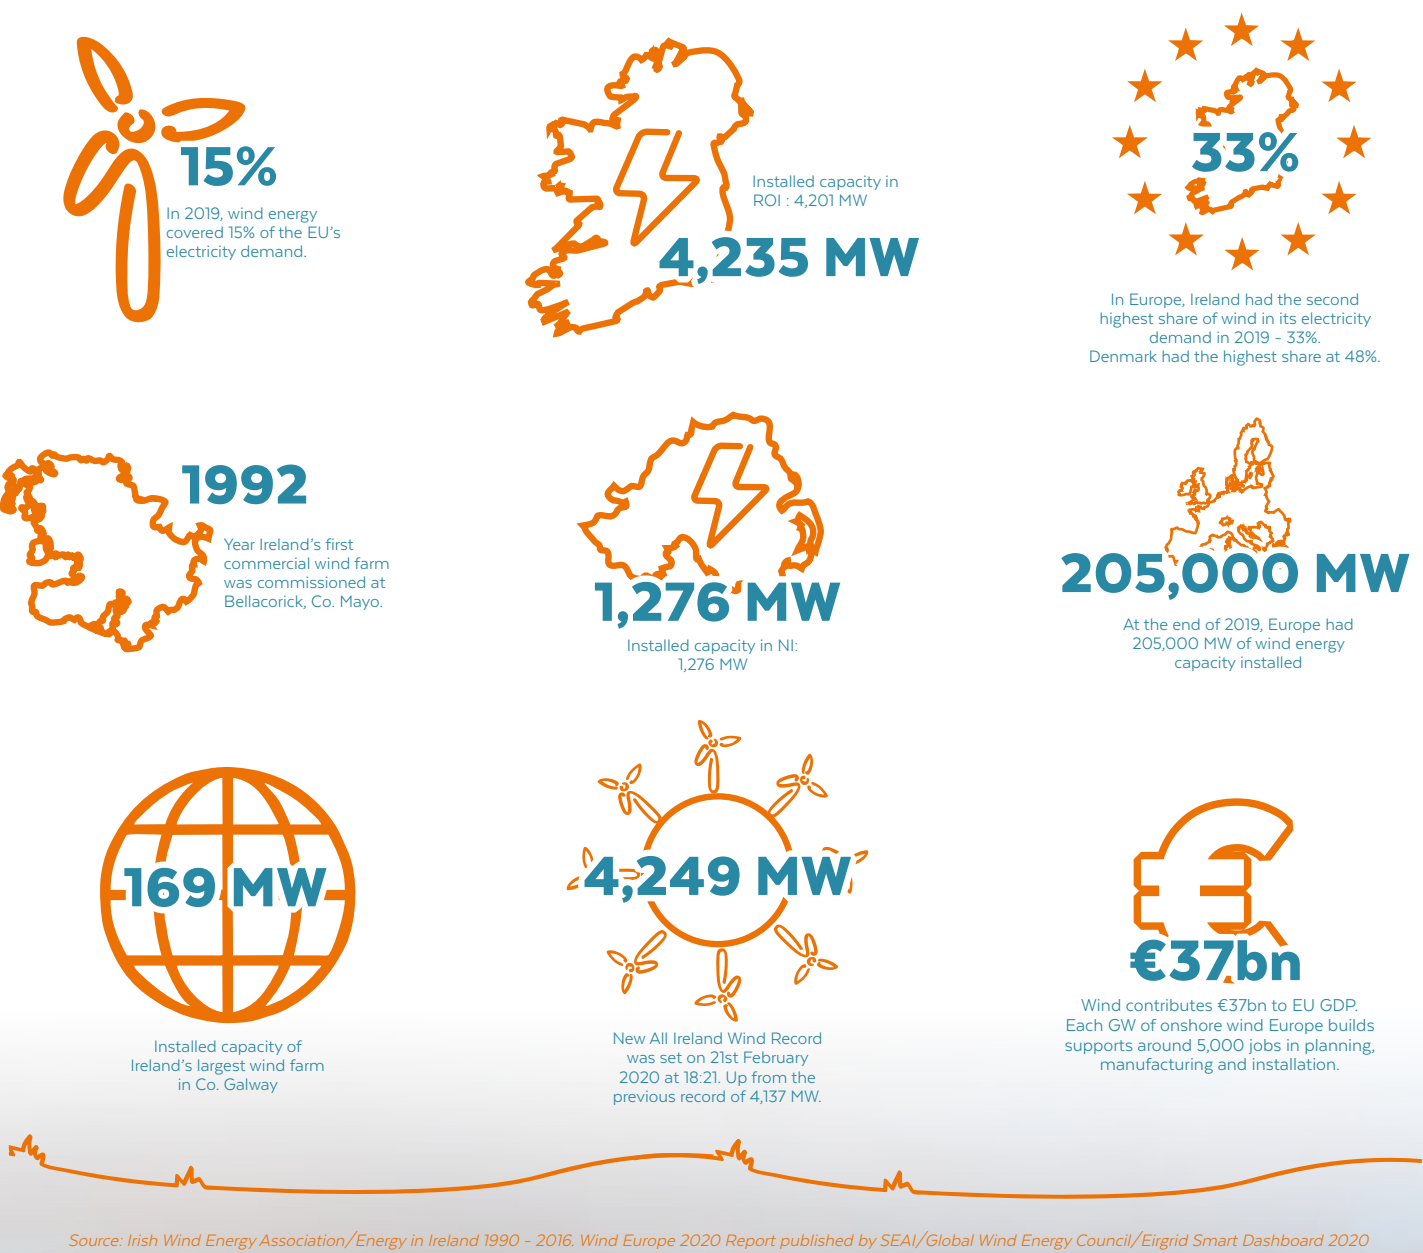 15%
In 2019, wind energy
covered 15% of the EU's
electricity demand.
Installed capacity in
ROI : 4,201 MW
4,235 MW
33%
In Europe, Ireland had the second
highest share of wind in its electricity
demand in 2019 - 33%.
Denmark had the highest share at 48%.
1992
Year Ireland's first
commercial wind farm
was commissioned at
Bellacorick, Co. Mayo.
1,276 MW
Installed capacity in NI:
1,276 MW
205,000 MW
At the end of 2019, Europe had
205,000 MW of wind energy
capacity installed
169 MW
Installed capacity of
Ireland's largest wind farm
in Co. Galway
4,249 MW
New All Ireland Wind Record
was set on 21st February
2020 at 18:21. Up from the
previous record of 4,137 MW.
€37bn
Wind contributes €37bn to EU GDP.
Each GW of onshore wind Europe builds
supports around 5,000 jobs in planning,
manufacturing and installation.
Source: Irish Wind Energy Association/Energy in Ireland 1990 - 2016. Wind Europe 2020 Report published by SEAI/Global Wind Energy Council/Eirgrid Smart Dashboard 2020